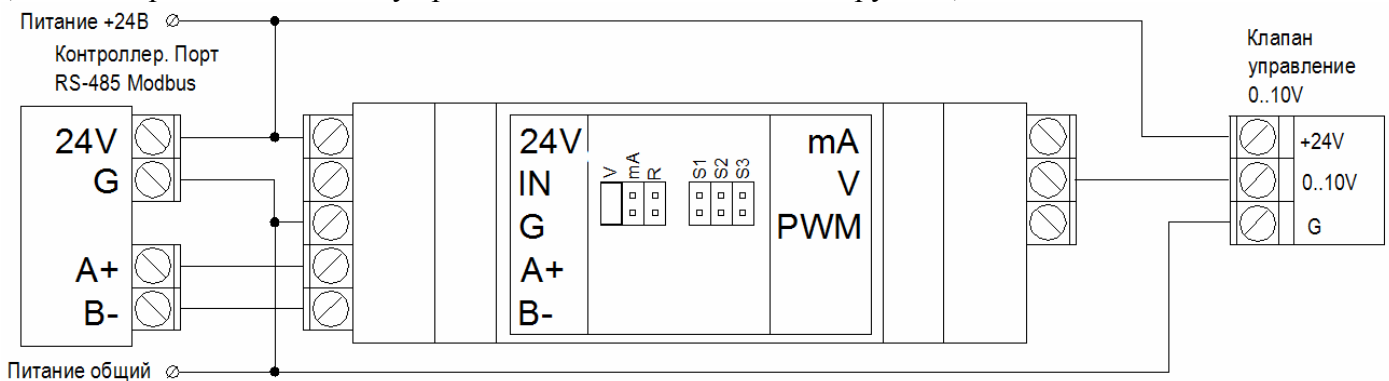 Питание +24В
Контроллер. Порт
RS-485 Modbus
24V
G
A+
B-
Питание общий
24V
IN
G
A+
B-
V
mA
R
S1
S2
S3
mA
V
PWM
Клапан
управление
0..10V
+24V
0..10V
G